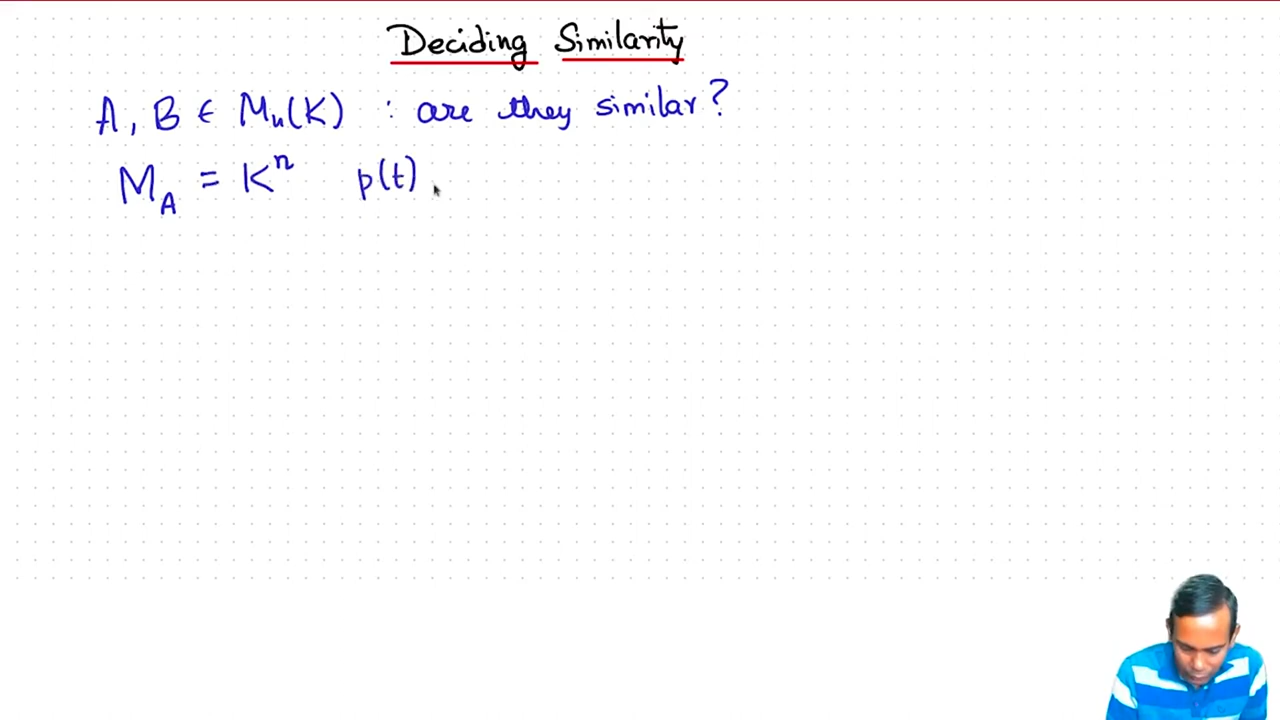 Deciding Similarity
A, B ∈ Mₙ(K) : are they similar?
M_A = Kⁿ p(t)